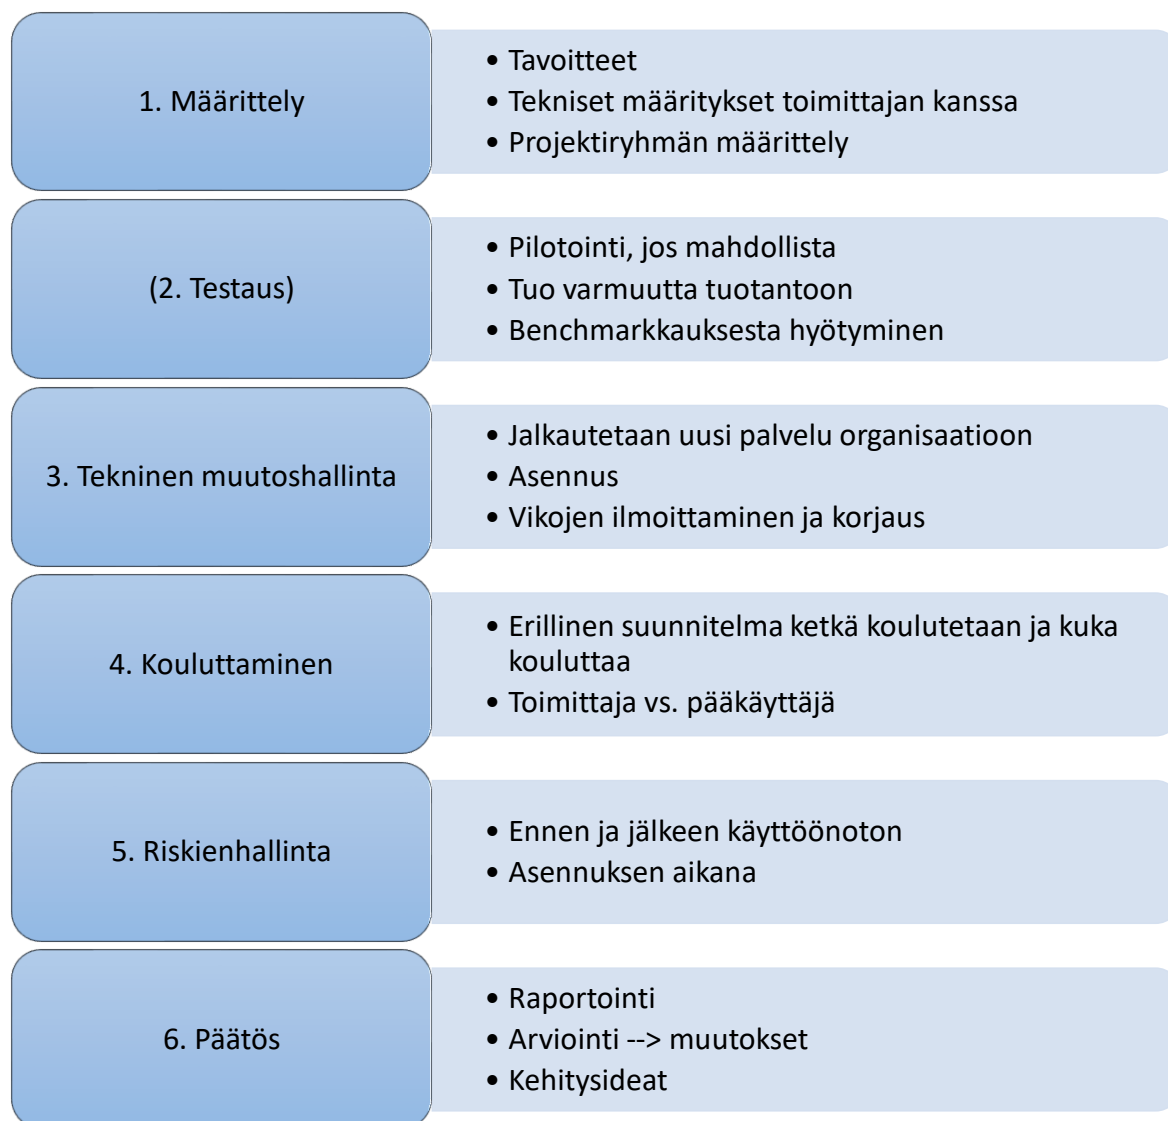 1. Määrittely
• Tavoitteet
• Tekniset määritykset toimittajan kanssa
• Projektiryhmän määrittely
(2. Testaus)
• Pilotointi, jos mahdollista
• Tuo varmuutta tuotantoon
• Benchmarkkauksesta hyötyminen
3. Tekninen muutoshallinta
• Jalkautetaan uusi palvelu organisaatioon
• Asennus
• Vikojen ilmoittaminen ja korjaus
4. Kouluttaminen
• Erillinen suunnitelma ketkä koulutetaan ja kuka
kouluttaa
• Toimittaja vs. pääkäyttäjä
5. Riskienhallinta
• Ennen ja jälkeen käyttöönoton
• Asennuksen aikana
6. Päätös
• Raportointi
• Arviointi --> muutokset
• Kehitysideat